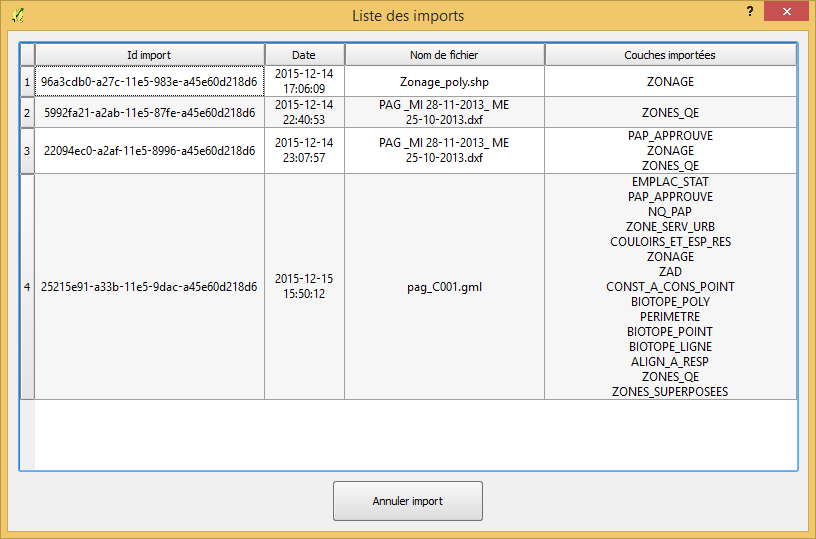 Liste des imports
?
Id import Date Nom de fichier Couches importées
1 96a3cdb0-a27c-11e5-983e-a45e60d218d6 2015-12-14 17:06:09 Zonage_poly.shp ZONAGE
2 5992fa21-a2ab-11e5-87fe-a45e60d218d6 2015-12-14 22:40:53 PAG _MI 28-11-2013_ ME 25-10-2013.dxf ZONES_QE
3 22094ec0-a2af-11e5-8996-a45e60d218d6 2015-12-14 23:07:57 PAG _MI 28-11-2013_ ME 25-10-2013.dxf PAP_APPROUVE
ZONAGE
ZONES_QE
4 25215e91-a33b-11e5-9dac-a45e60d218d6 2015-12-15 15:50:12 pag_C001.gml EMPLAC_STAT
PAP_APPROUVE
NQ_PAP
ZONE_SERV_URB
COULOIRS_ET_ESP_RES
ZONAGE
ZAD
CONST_A_CONS_POINT
BIOTOPE_POLY
PERIMETRE
BIOTOPE_POINT
BIOTOPE_LIGNE
ALIGN_A_RESP
ZONES_QE
ZONES_SUPERPOSEES
Annuler import